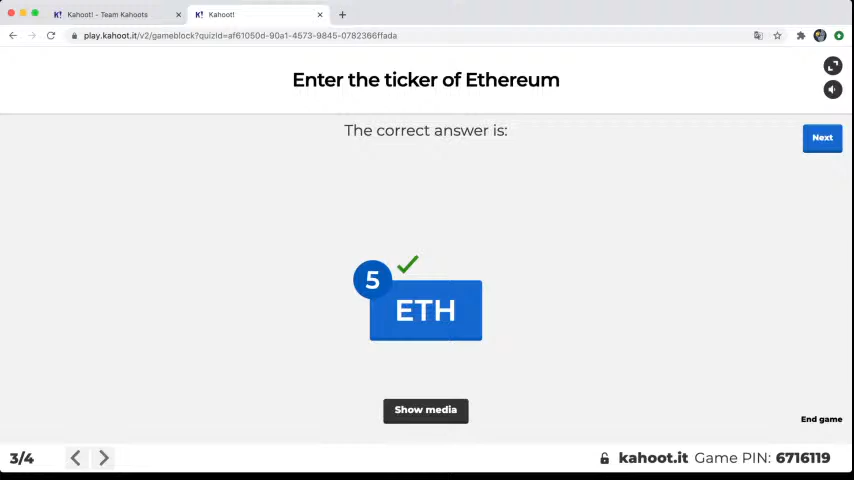 Kahoot! - Team Kahoots
Kahoot!
play.kahoot.it/v2/gameblock?quizId=af61050d-90a1-4573-9845-0782366ffada
Enter the ticker of Ethereum
The correct answer is:
Next
5
ETH
Show media
End game
3/4
kahoot.it Game PIN: 6716119